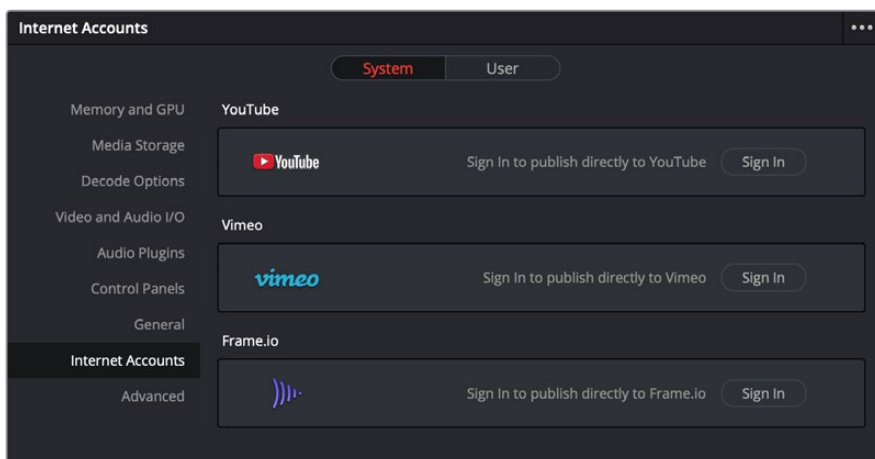 Internet Accounts
System User
Memory and GPU
Media Storage
Decode Options
Video and Audio I/O
Audio Plugins
Control Panels
General
Internet Accounts
Advanced
YouTube
YouTube Sign In to publish directly to YouTube Sign In
Vimeo
vimeo Sign In to publish directly to Vimeo Sign In
Frame.io
Sign In to publish directly to Frame.io Sign In